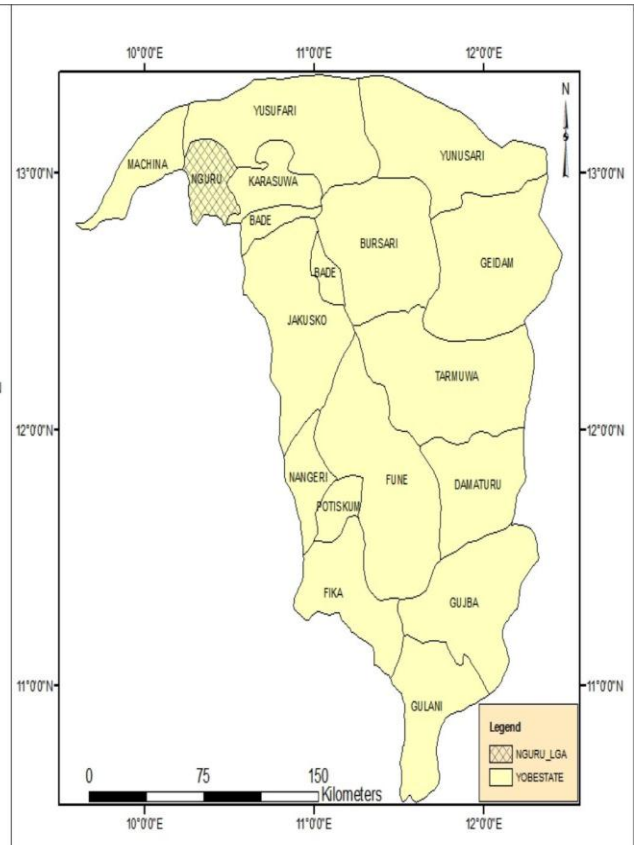 10°0'0"E 11°0'0"E 12°0'0"E
N
YUSUFARI
YUNUSARI
MACHINA
13°0'0"N 13°0'0"N
NGURU
KARASUWA
BADE
BURSARI
GEIDAM
BADE
JAKUSKO
TARMUWA
12°0'0"N 12°0'0"N
NANGERI
FUNE
DAMATURU
POTISKUM
FIKA
GUJBA
11°0'0"N 11°0'0"N
GULANI
Legend
NGURU_LGA
YOBESTATE
0 75 150
Kilometers
10°0'0"E 11°0'0"E 12°0'0"E